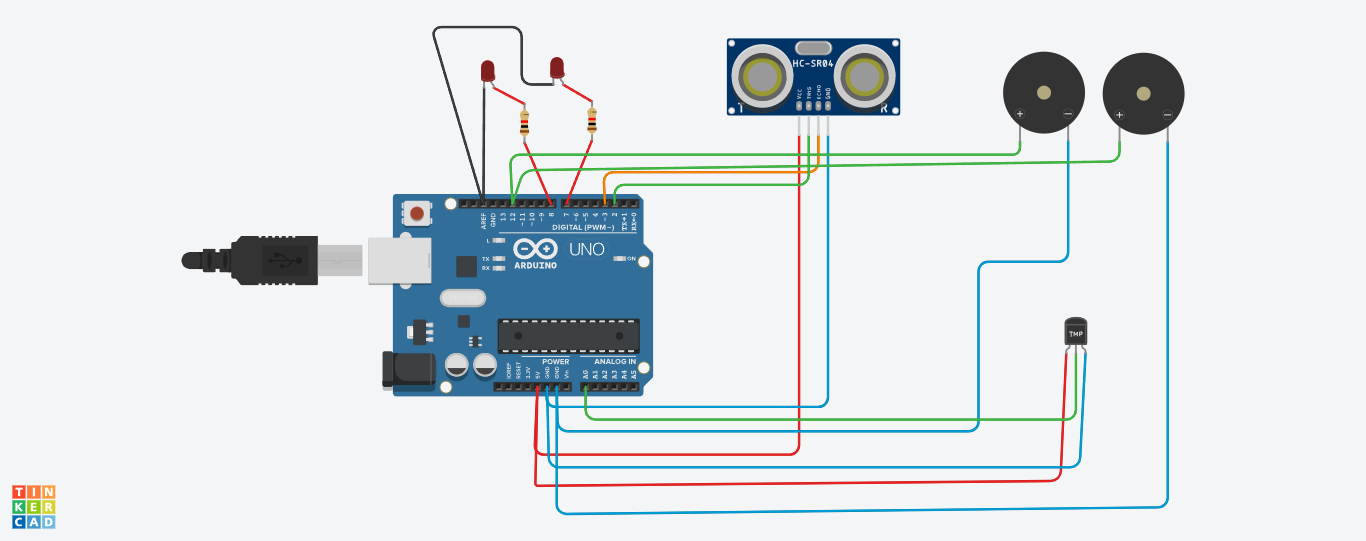 HC-SR04
VCC
TRIG
ECHO
GND
T
R
+
−
+
−
AREF
GND
13
12
~11
~10
~9
8
7
~6
~5
4
~3
2
TX→1
RX←0
DIGITAL (PWM~)
L
TX
RX
ARDUINO
UNO
ON
TMP
POWER
ANALOG IN
IOREF
RESET
3.3V
5V
GND
GND
Vin
A0
A1
A2
A3
A4
A5
TIN
KER
CAD